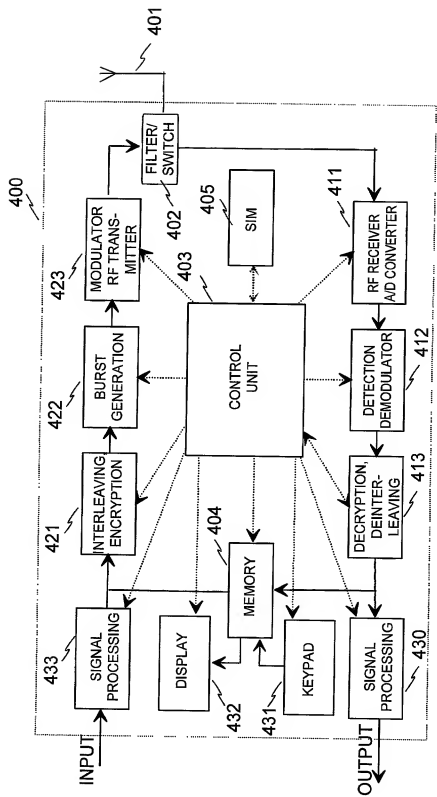 400
401
INPUT
433
SIGNAL
PROCESSING
421
INTERLEAVING
ENCRYPTION
422
BURST
GENERATION
423
MODULATOR
RF TRANS-
MITTER
FILTER/
SWITCH
402
DISPLAY
432
404
MEMORY
403
CONTROL
UNIT
405
SIM
431
KEYPAD
OUTPUT
SIGNAL
PROCESSING
430
DECRYPTION,
DEINTER-
LEAVING
413
DETECTION
DEMODULATOR
412
RF RECEIVER
A/D CONVERTER
411